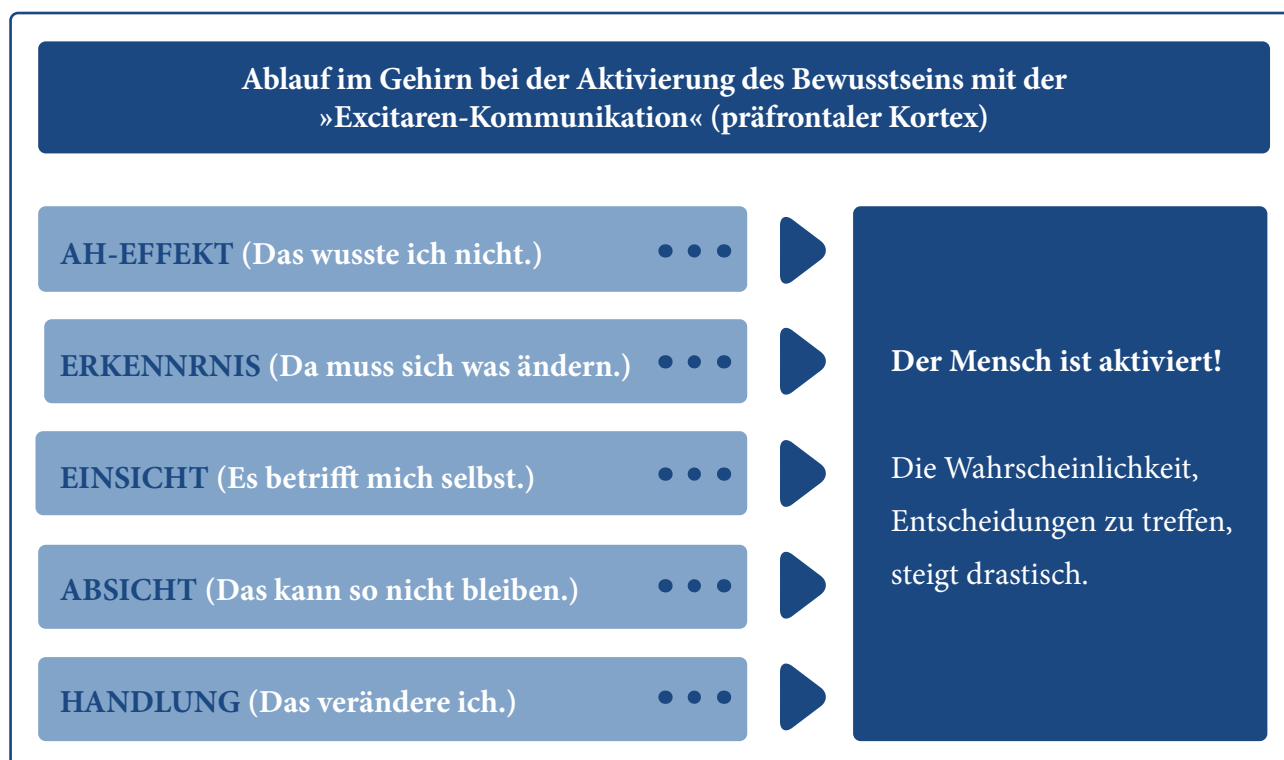 Ablauf im Gehirn bei der Aktivierung des Bewusstseins mit der
»Excitaren-Kommunikation« (präfrontaler Kortex)
AH-EFFEKT (Das wusste ich nicht.) • • •
ERKENNRNIS (Da muss sich was ändern.) • • •
EINSICHT (Es betrifft mich selbst.) • • •
ABSICHT (Das kann so nicht bleiben.) • • •
HANDLUNG (Das verändere ich.) • • •
Der Mensch ist aktiviert!
Die Wahrscheinlichkeit,
Entscheidungen zu treffen,
steigt drastisch.